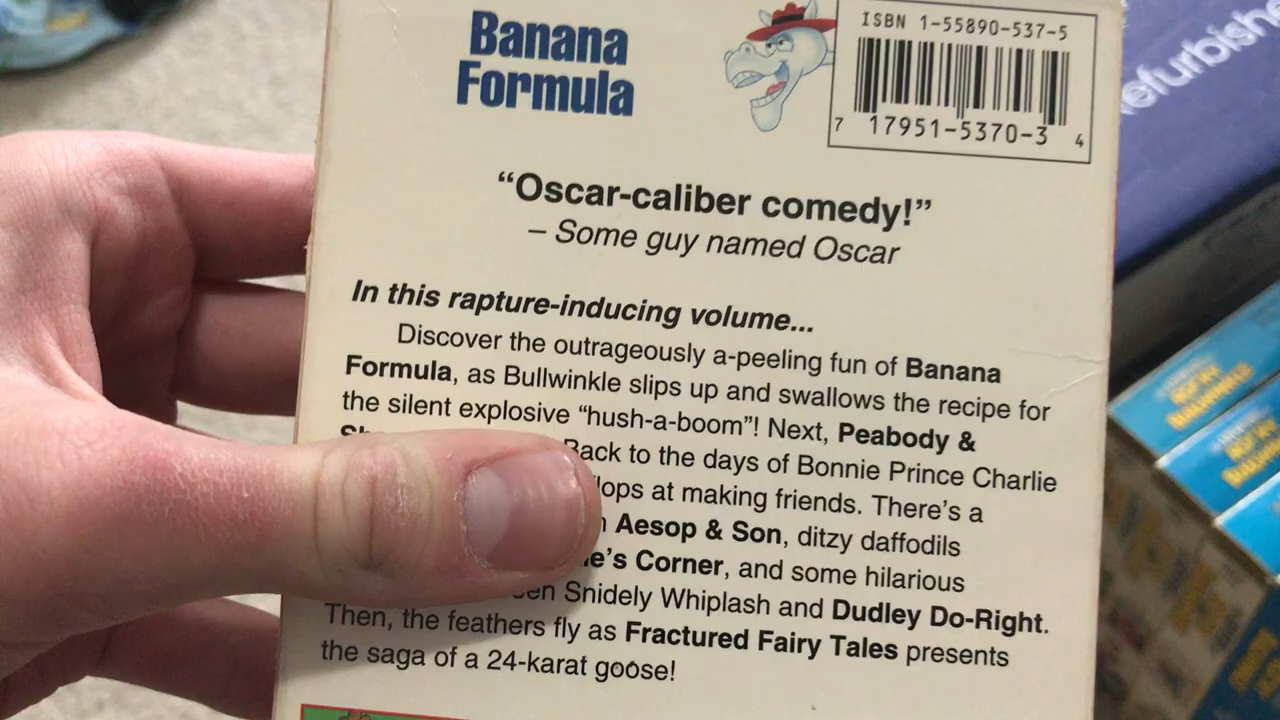 Banana
Formula
ISBN 1-55890-537-5
7 17951-5370-3 4
efurbishe
“Oscar-caliber comedy!”
– Some guy named Oscar
In this rapture-inducing volume...
Discover the outrageously a-peeling fun of Banana
Formula, as Bullwinkle slips up and swallows the recipe for
the silent explosive “hush-a-boom”! Next, Peabody &
Back to the days of Bonnie Prince Charlie
lops at making friends. There’s a
Aesop & Son, ditzy daffodils
le’s Corner, and some hilarious
een Snidely Whiplash and Dudley Do-Right.
Then, the feathers fly as Fractured Fairy Tales presents
the saga of a 24-karat goose!